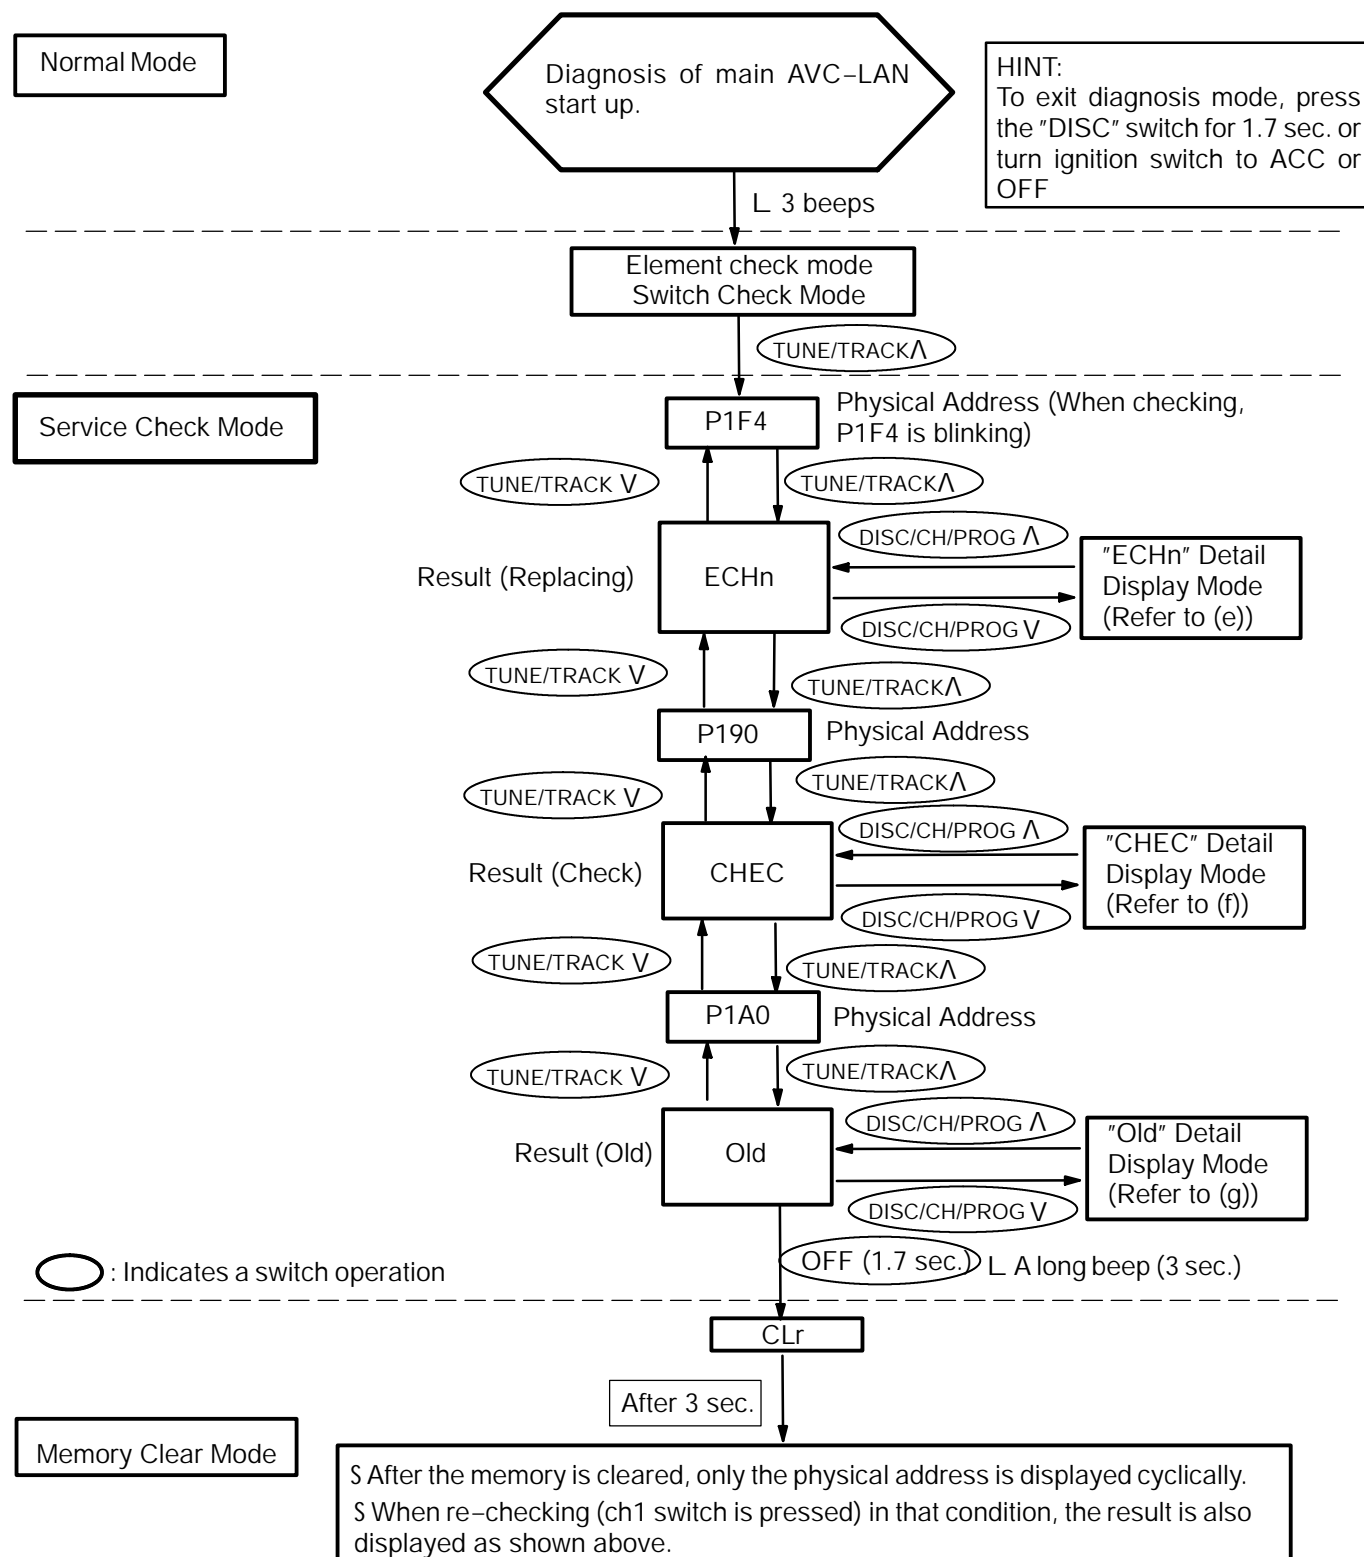 Normal Mode
Diagnosis of main AVC–LAN
start up.
HINT:
To exit diagnosis mode, press
the "DISC" switch for 1.7 sec. or
turn ignition switch to ACC or
OFF
L 3 beeps
Element check mode
Switch Check Mode
TUNE/TRACK Λ
Service Check Mode
P1F4
Physical Address (When checking,
P1F4 is blinking)
TUNE/TRACK V
TUNE/TRACK Λ
DISC/CH/PROG Λ
Result (Replacing)
ECHn
"ECHn" Detail
Display Mode
(Refer to (e))
DISC/CH/PROG V
TUNE/TRACK V
TUNE/TRACK Λ
P190
Physical Address
TUNE/TRACK V
TUNE/TRACK Λ
DISC/CH/PROG Λ
Result (Check)
CHEC
"CHEC" Detail
Display Mode
(Refer to (f))
DISC/CH/PROG V
TUNE/TRACK V
TUNE/TRACK Λ
P1A0
Physical Address
TUNE/TRACK V
TUNE/TRACK Λ
DISC/CH/PROG Λ
Result (Old)
Old
"Old" Detail
Display Mode
(Refer to (g))
DISC/CH/PROG V
OFF (1.7 sec.)
L A long beep (3 sec.)
: Indicates a switch operation
CLr
After 3 sec.
Memory Clear Mode
S After the memory is cleared, only the physical address is displayed cyclically.
S When re–checking (ch1 switch is pressed) in that condition, the result is also
displayed as shown above.